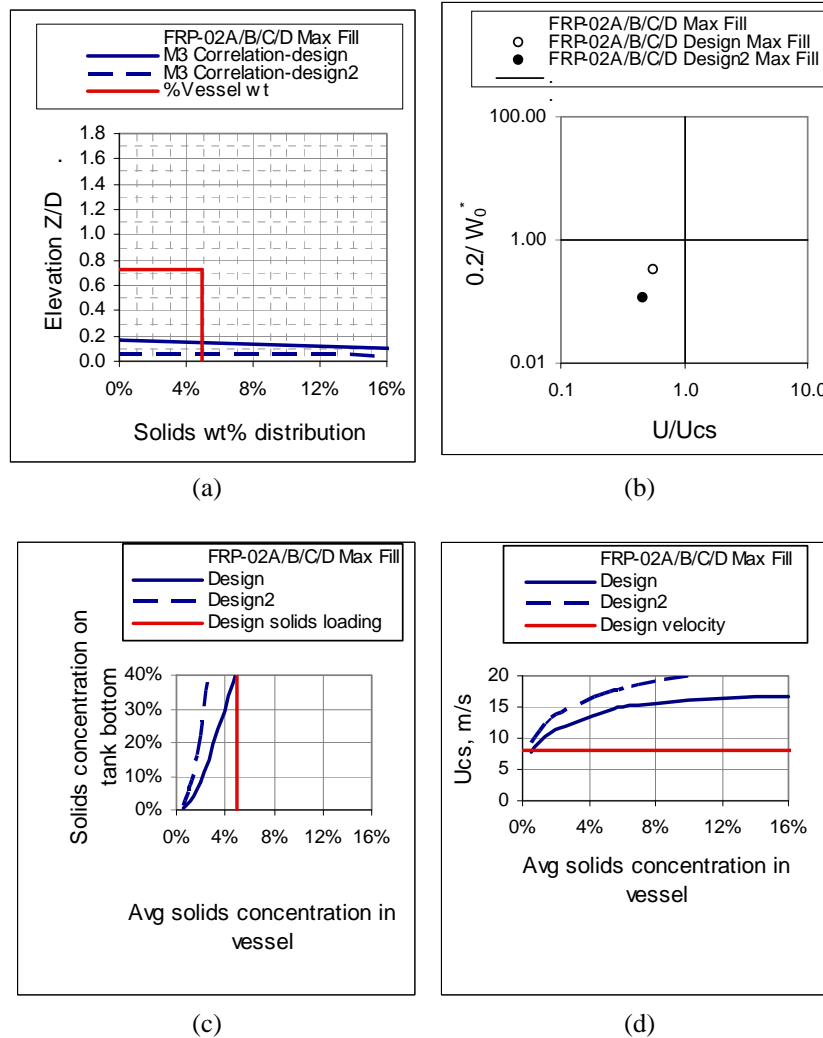 FRP-02A/B/C/D Max Fill
M3 Correlation-design
M3 Correlation-design2
%Vessel wt
1.8
1.6
1.4
1.2
1.0
0.8
0.6
0.4
0.2
0.0
Elevation Z/D
0% 4% 8% 12% 16%
Solids wt% distribution
(a)
FRP-02A/B/C/D Max Fill
FRP-02A/B/C/D Design Max Fill
FRP-02A/B/C/D Design2 Max Fill
100.00
1.00
0.01
0.2/ W₀*
0.1 1.0 10.0
U/Ucs
(b)
FRP-02A/B/C/D Max Fill
Design
Design2
Design solids loading
Solids concentration on
tank bottom
40%
30%
20%
10%
0%
0% 4% 8% 12% 16%
Avg solids concentration in
vessel
(c)
FRP-02A/B/C/D Max Fill
Design
Design2
Design velocity
Ucs, m/s
20
15
10
5
0
0% 4% 8% 12% 16%
Avg solids concentration in
vessel
(d)